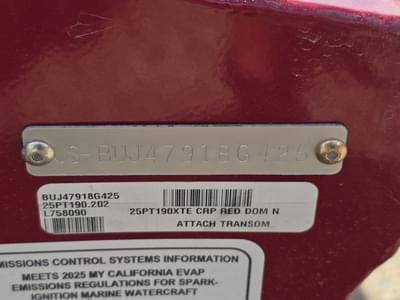 US-BUJ47918G425
BUJ47918G425
25PT190.202
L758090
25PT190XTE CRP RED DOM N
ATTACH TRANSOM
EMISSIONS CONTROL SYSTEMS INFORMATION
MEETS 2025 MY CALIFORNIA EVAP
EMISSIONS REGULATIONS FOR SPARK-
IGNITION MARINE WATERCRAFT